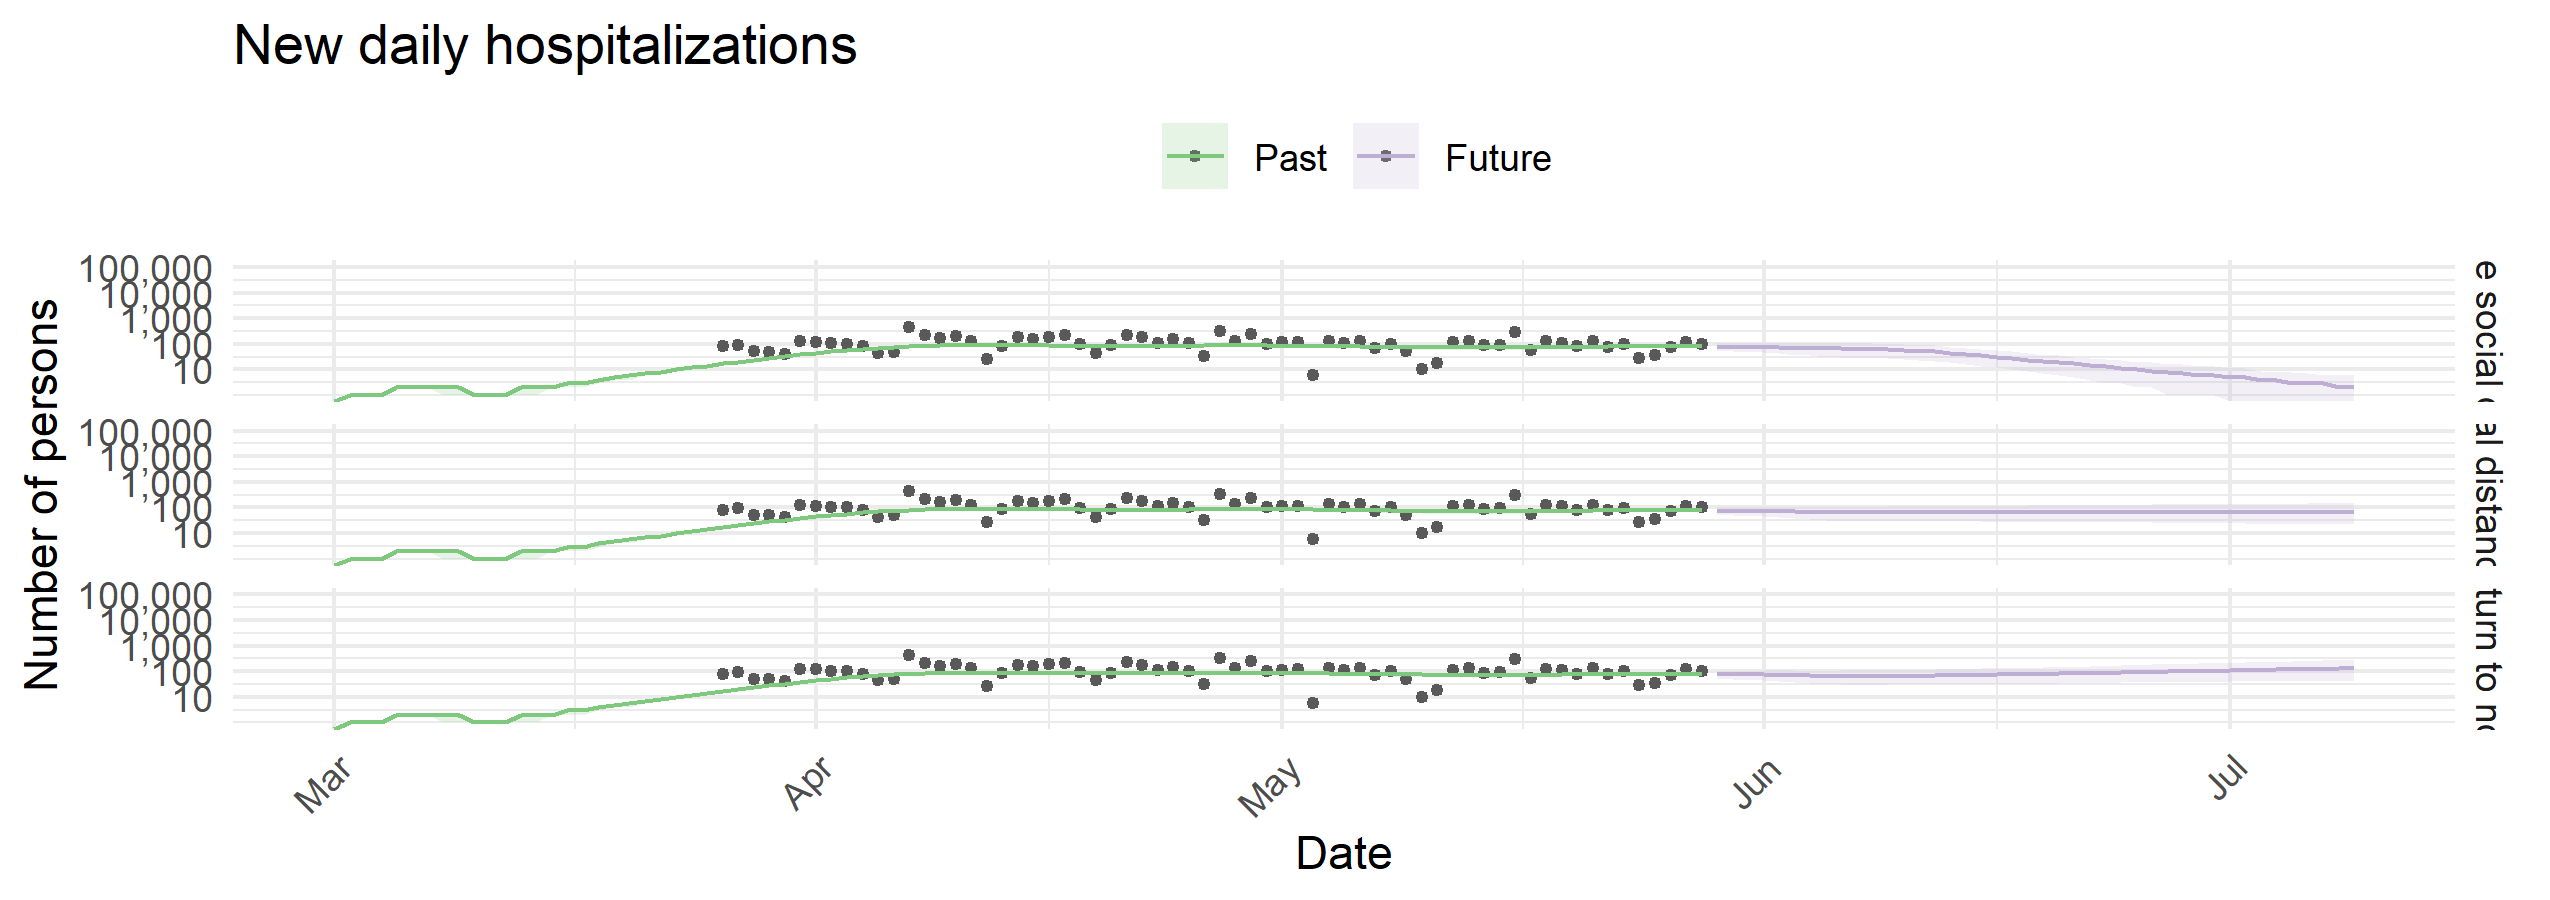 New daily hospitalizations
Past Future
Number of persons
100,000
10,000
1,000
100
10
e social
100,000
10,000
1,000
100
10
al distanc
100,000
10,000
1,000
100
10
turn to no
Mar Apr May Jun Jul
Date